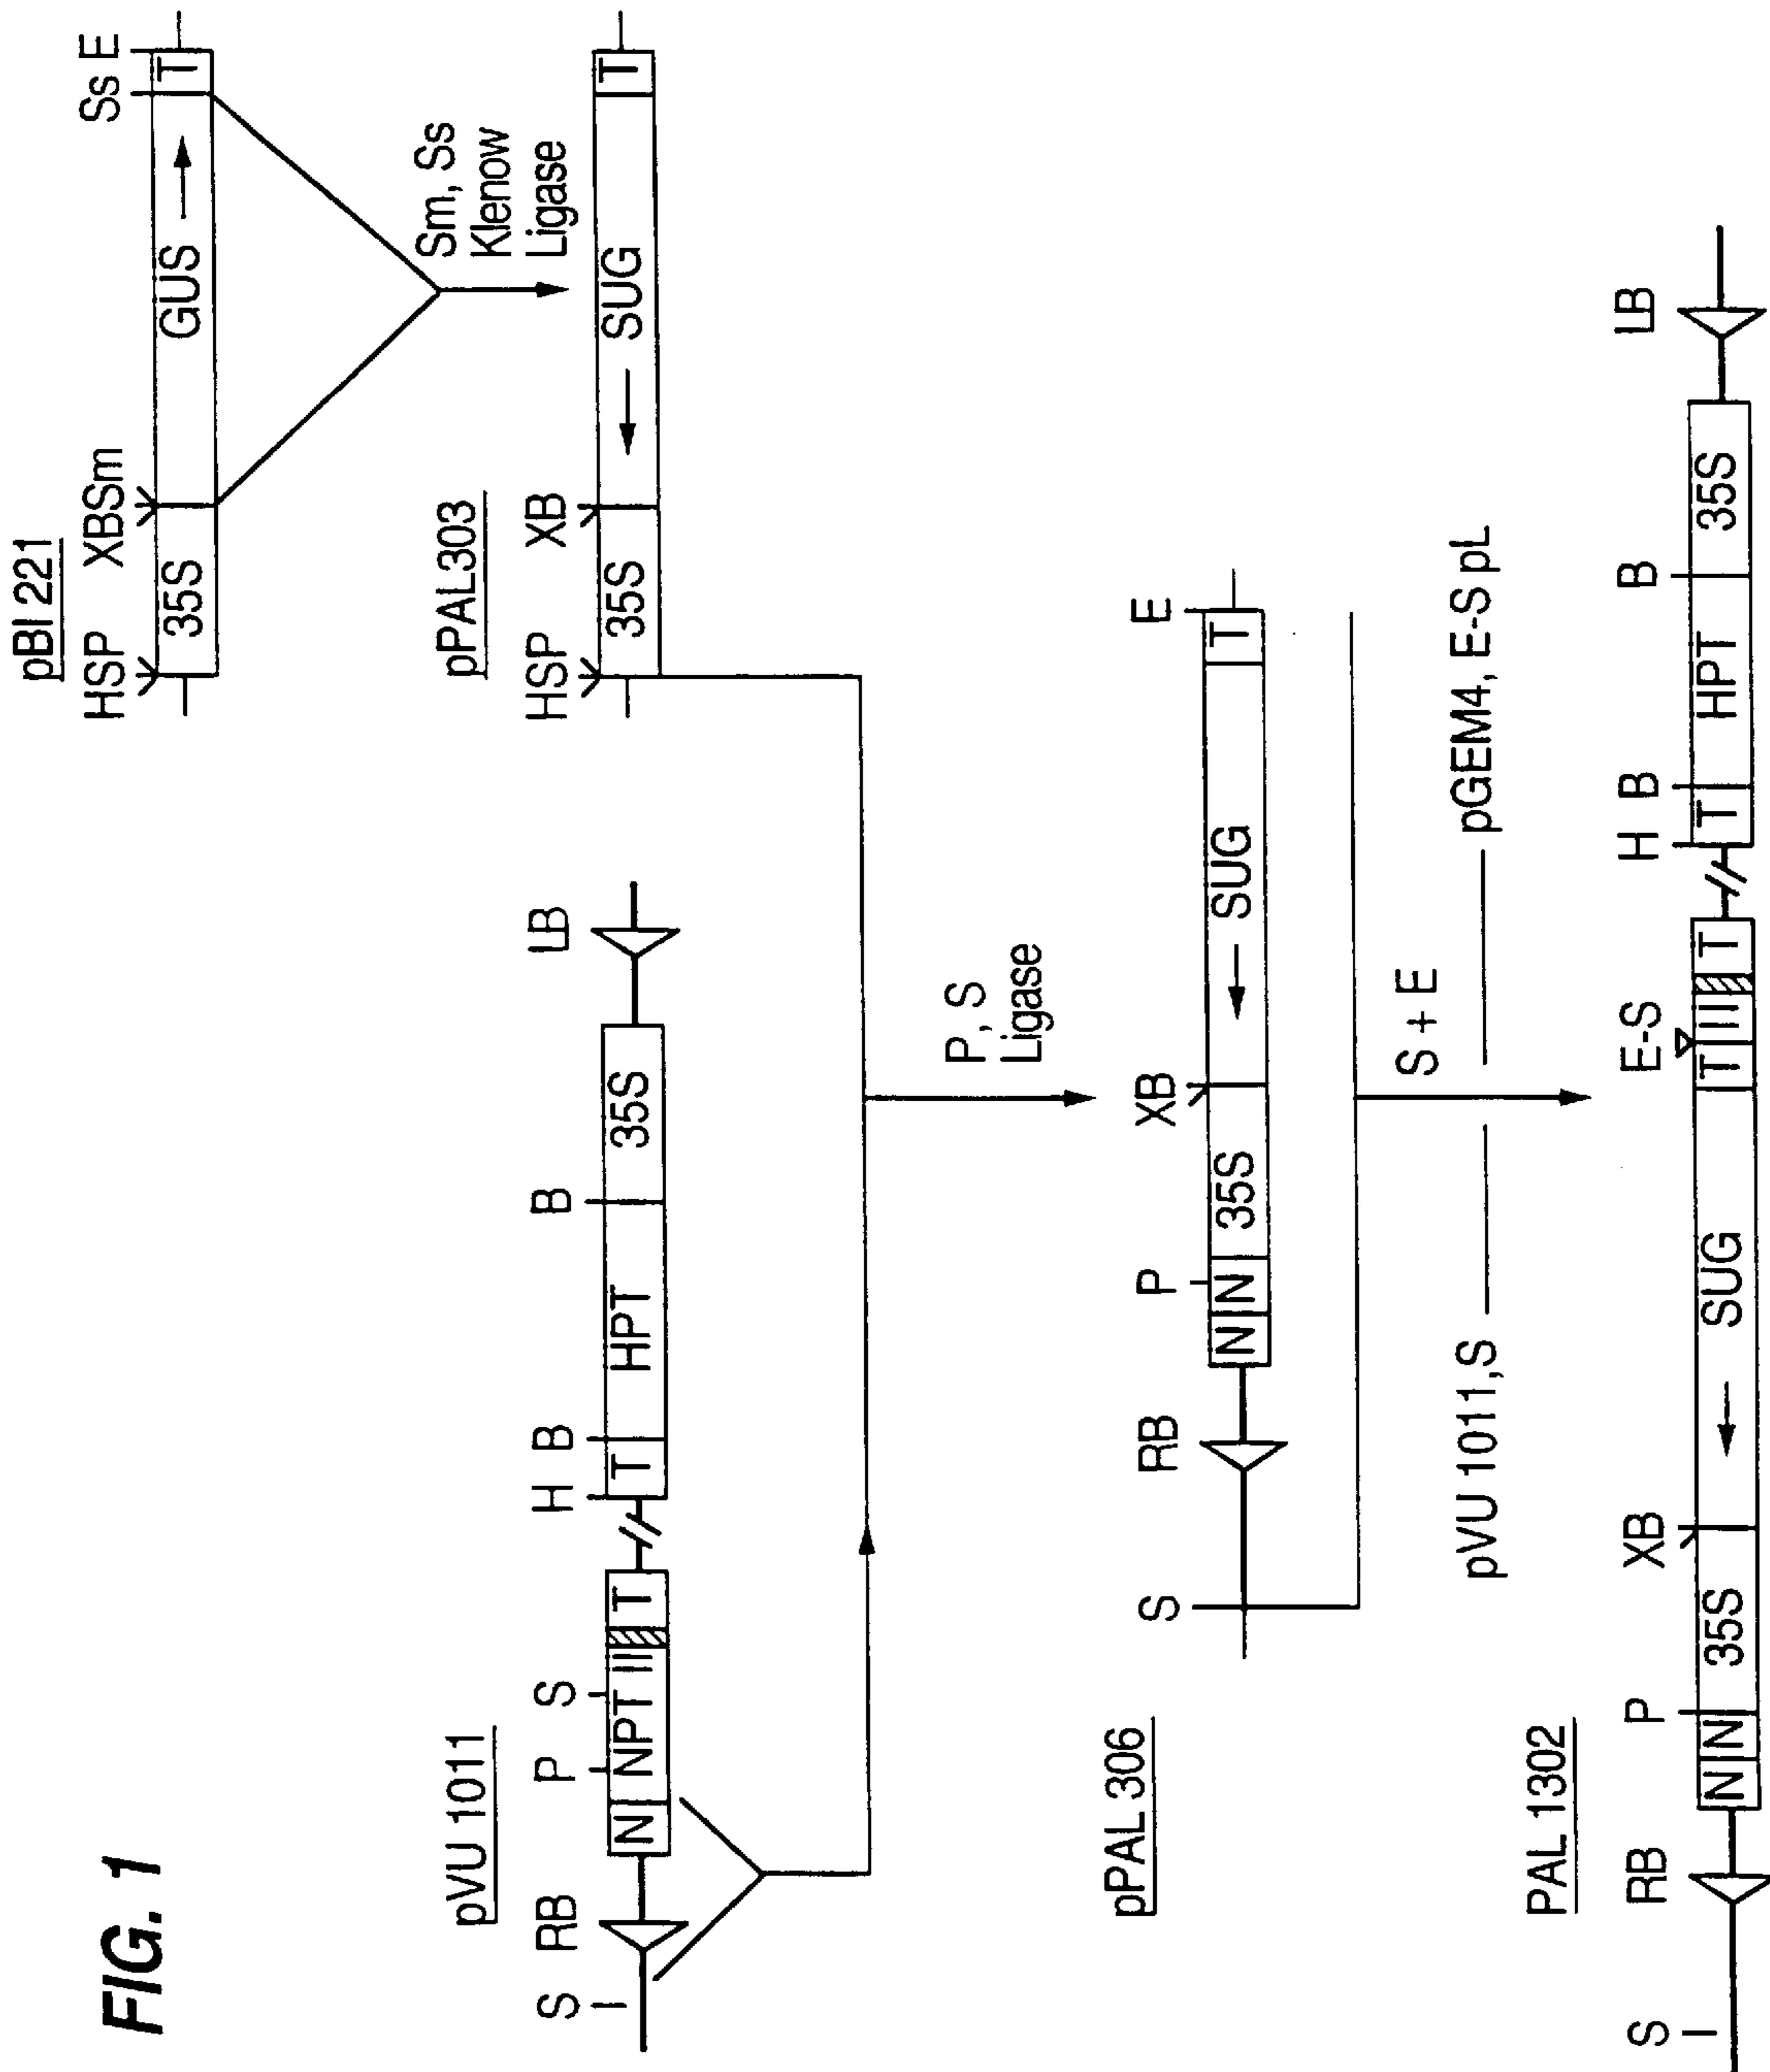 FIG. 1
pBI 221
HSP XBSm Ss E
35S GUS T
Sm, Ss
Klenow
Ligase
pPAL303
HSP XB
35S SUG T
pVU 1011
S RB P S H B B LB
N NPT II T T HPT 35S
P, S
Ligase
pPAL306
S RB P XB E
N N 35S SUG T
S + E
pVU 1011,S pGEM4, E-S pL
PAL 1302
S RB P XB E-S H B B LB
N N 35S SUG T II T T HPT 35S